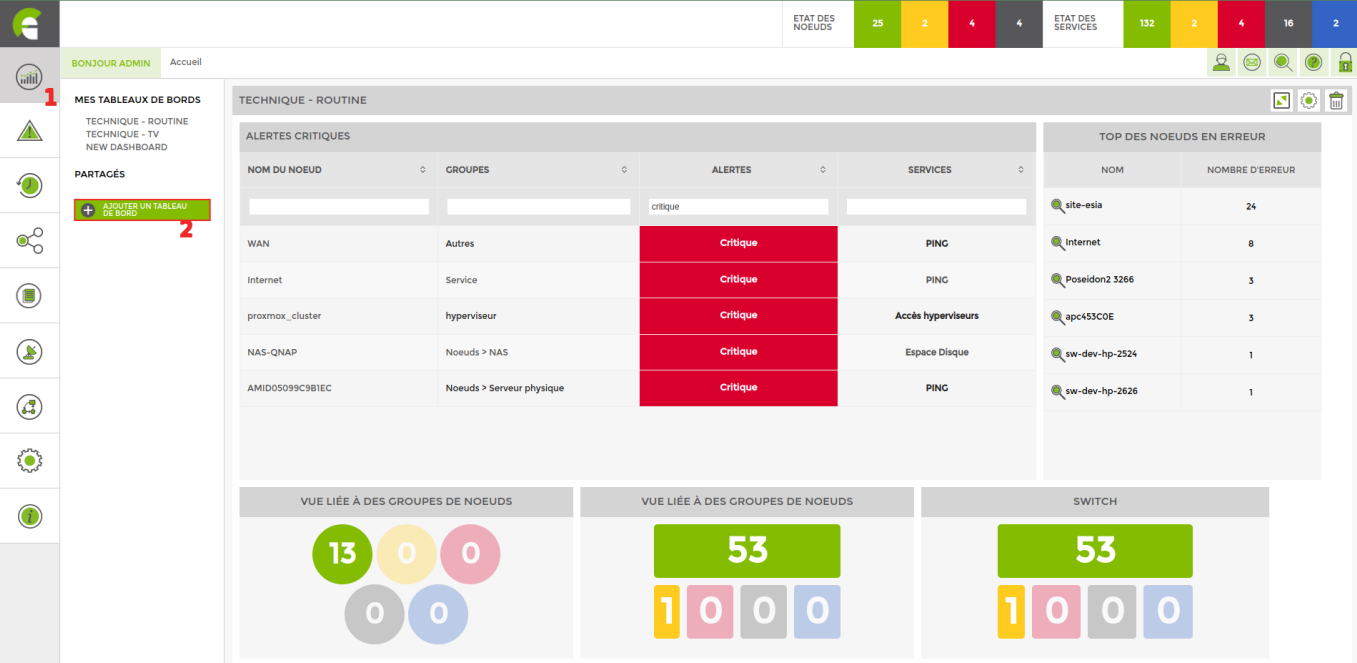 ETAT DES
NOEUDS
25
2
4
4
ETAT DES
SERVICES
132
2
4
16
2
BONJOUR ADMIN
Accueil
1
MES TABLEAUX DE BORDS
TECHNIQUE - ROUTINE
TECHNIQUE - TV
NEW DASHBOARD
PARTAGÉS
AJOUTER UN TABLEAU
DE BORD
2
TECHNIQUE - ROUTINE
ALERTES CRITIQUES
NOM DU NOEUD GROUPES ALERTES SERVICES
critique
WAN Autres Critique PING
Internet Service Critique PING
proxmox_cluster hyperviseur Critique Accès hyperviseurs
NAS-QNAP Noeuds > NAS Critique Espace Disque
AMID05099C9B1EC Noeuds > Serveur physique Critique PING
TOP DES NOEUDS EN ERREUR
NOM NOMBRE D'ERREUR
site-esia 24
Internet 8
Poseidon2 3266 3
apc453C0E 3
sw-dev-hp-2524 1
sw-dev-hp-2626 1
VUE LIÉE À DES GROUPES DE NOEUDS
13 0 0
0 0
VUE LIÉE À DES GROUPES DE NOEUDS
53
1 0 0 0
SWITCH
53
1 0 0 0